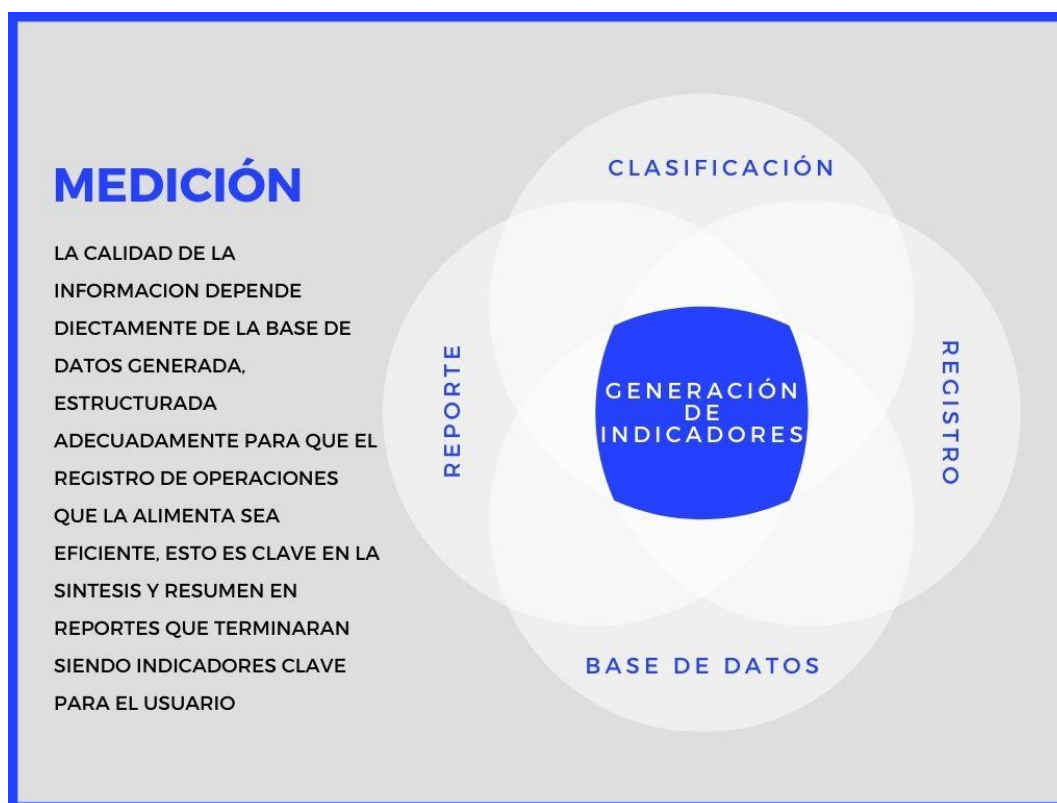 MEDICIÓN
LA CALIDAD DE LA
INFORMACION DEPENDE
DIECTAMENTE DE LA BASE DE
DATOS GENERADA,
ESTRUCTURADA
ADECUADAMENTE PARA QUE EL
REGISTRO DE OPERACIONES
QUE LA ALIMENTA SEA
EFICIENTE, ESTO ES CLAVE EN LA
SINTESIS Y RESUMEN EN
REPORTES QUE TERMINARAN
SIENDO INDICADORES CLAVE
PARA EL USUARIO
CLASIFICACIÓN
REPORTE
GENERACIÓN
DE
INDICADORES
REGISTRO
BASE DE DATOS